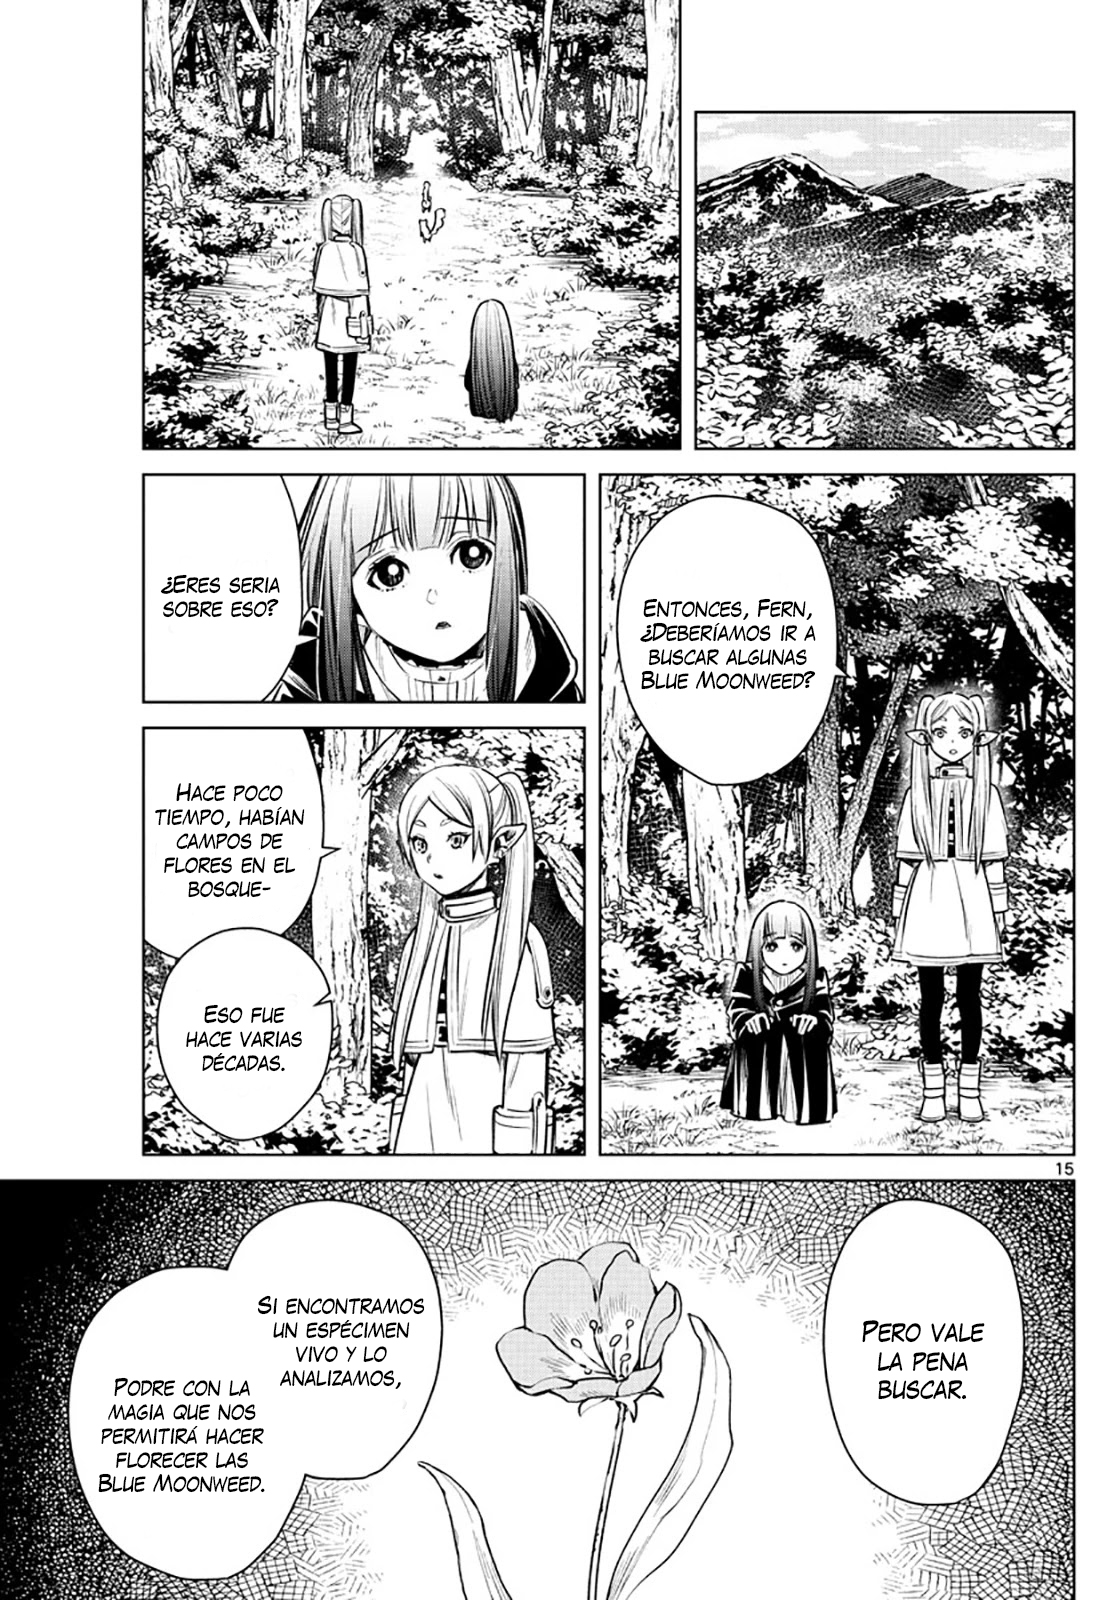 Entonces, Fern,
¿Deberíamos ir a
buscar algunas
Blue Moonweed?
¿Eres seria
sobre eso?
Hace poco
tiempo, habían
campos de
flores en el
bosque-
Eso fue
hace varias
décadas.
15
Pero vale
la pena
buscar.
Si encontramos
un espécimen
vivo y lo
analizamos,
Podre con la
magia que nos
permitirá hacer
florecer las
Blue Moonweed.